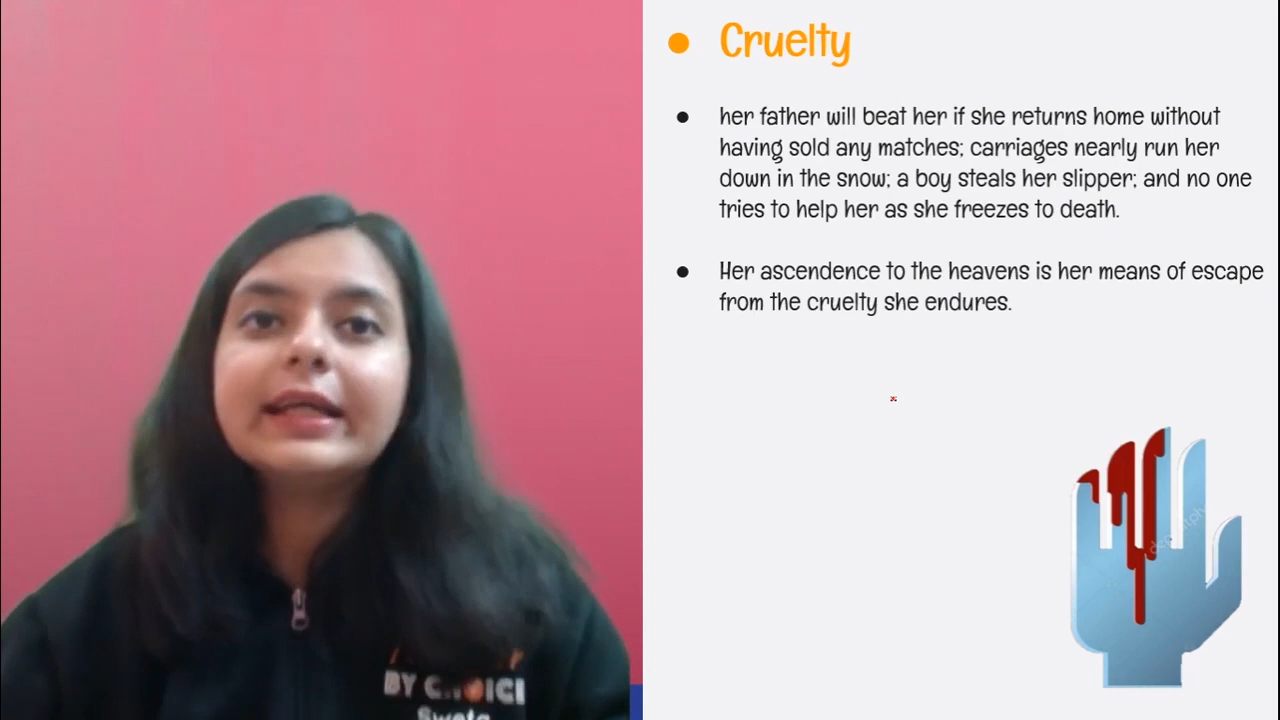 Cruelty
her father will beat her if she returns home without
having sold any matches; carriages nearly run her
down in the snow; a boy steals her slipper; and no one
tries to help her as she freezes to death.
Her ascendence to the heavens is her means of escape
from the cruelty she endures.
BY CHOICE